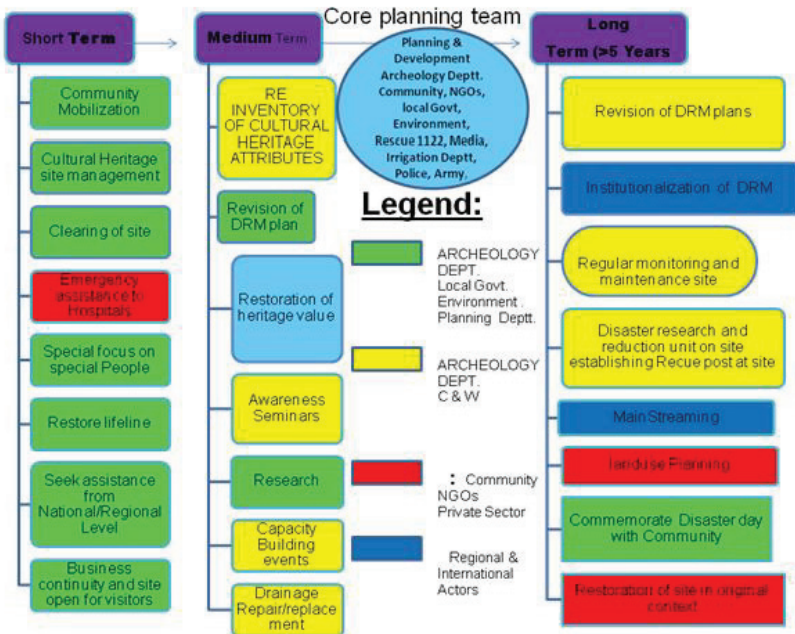 Core planning team
Short Term
Community
Mobilization
Cultural Heritage
site management
Clearing of site
Emergency
assistance to
Hospitals
Special focus on
special People
Restore lifeline
Seek assistance
from
National/Regional
Level
Business
continuity and site
open for visitors
Medium Term
RE
INVENTORY
OF CULTURAL
HERITAGE
ATTRIBUTES
Revision of
DRM plan
Restoration of
heritage value
Awareness
Seminars
Research
Capacity
Building
events
Drainage
Repair/replace
ment
Planning &
Development
Archeology Deptt.
Community, NGOs,
local Govt,
Environment,
Rescue 1122, Media,
Irrigation Deptt,
Police, Army,
Legend:
ARCHEOLOGY
DEPT.
Local Govt.
Environment .
Planning Deptt.
ARCHEOLOGY
DEPT.
C & W
: Community
NGOs
Private Sector
Regional &
International
Actors
Long
Term (>5 Years
Revision of DRM plans
Institutionalization of DRM
Regular monitoring and
maintenance site
Disaster research and
reduction unit on site
establishing Recue post at site
Main Streaming
landuse Planning
Commemorate Disaster day
with Community
Restoration of site in original
context